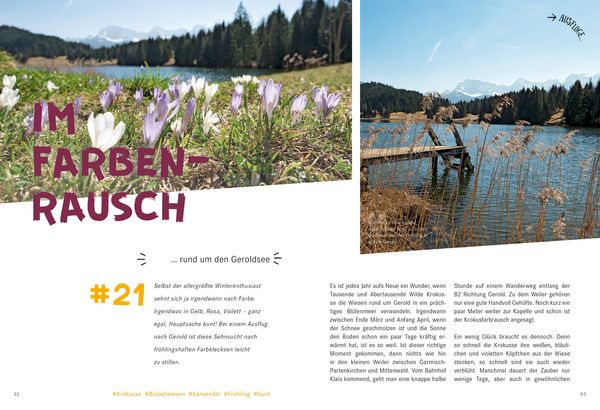 AUSFLÜGE
IM
FARBEN-
RAUSCH
... rund um den Geroldsee
#21
Selbst der allergrößte Winterenthusiast
sehnt sich ja irgendwann nach Farbe.
Irgendwas in Gelb, Rosa, Violett – ganz
egal, Hauptsache bunt! Bei einem Ausflug
nach Gerold ist diese Sehnsucht nach
frühlingshaften Farbklecksen leicht
zu stillen.
92
#Krokusse #Buckelwiesen #Karwendel #Frühling #bunt
Es ist jedes Jahr aufs Neue ein Wunder, wenn
Tausende und Abertausende Wilde Krokus-
se die Wiesen rund um Gerold in ein präch-
tiges Blütenmeer verwandeln. Irgendwann
zwischen Ende März und Anfang April, wenn
der Schnee geschmolzen ist und die Sonne
den Boden schon ein paar Tage kräftig er-
wärmt hat, ist es so weit. Ist dieser richtige
Moment gekommen, dann nichts wie hin
in den kleinen Weiler zwischen Garmisch-
Partenkirchen und Mittenwald. Vom Bahnhof
Klais kommend, geht man eine knappe halbe
Stunde auf einem Wanderweg entlang der
B2 Richtung Gerold. Zu dem Weiler gehören
nur eine gute Handvoll Gehöfte. Noch kurz ein
paar Meter weiter zur Kapelle und schon ist
der Krokusfarbrausch angesagt.
Ein wenig Glück braucht es dennoch. Denn
so schnell die Krokusse ihre weißen, bläuli-
chen und violetten Köpfchen aus der Wiese
stecken, so schnell sind sie auch wieder
verblüht. Manchmal dauert der Zauber nur
wenige Tage, aber auch in gewöhnlichen
93